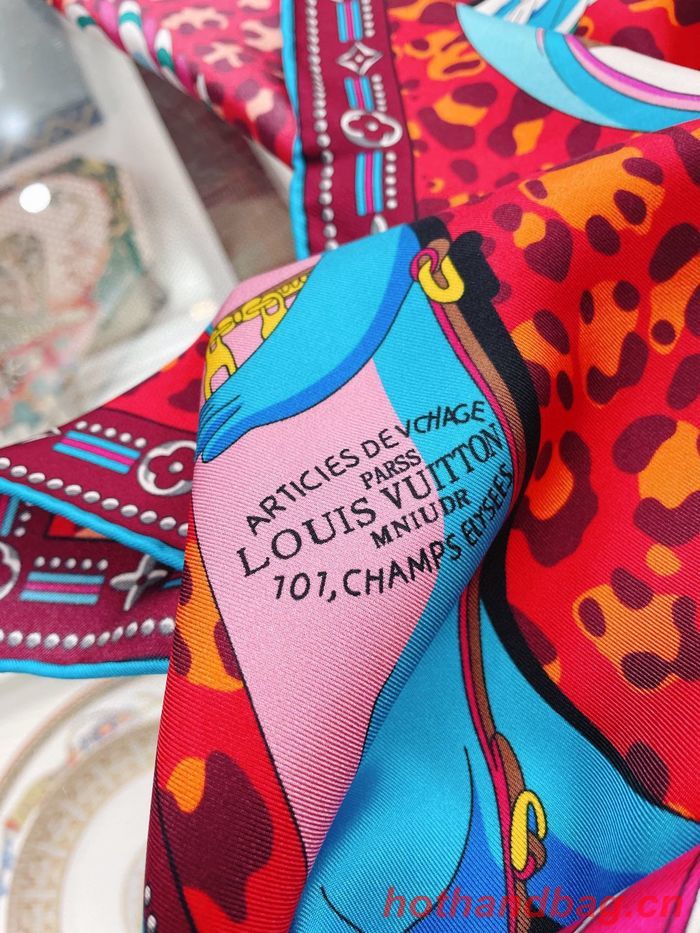 ARTICIES DE VCHAGE
PARSS
LOUIS VUITTON
MNIUDR
101, CHAMPS ELYSEES
hothandbag.cn